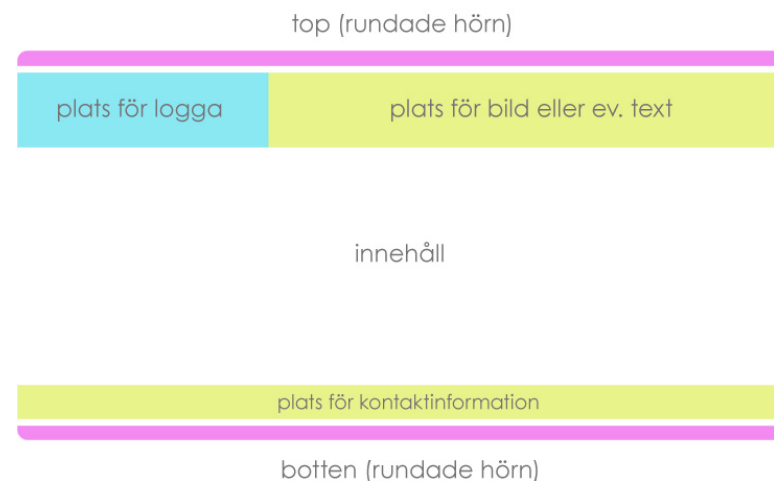 top (rundade hörn)
plats för logga
plats för bild eller ev. text
innehåll
plats för kontaktinformation
botten (rundade hörn)